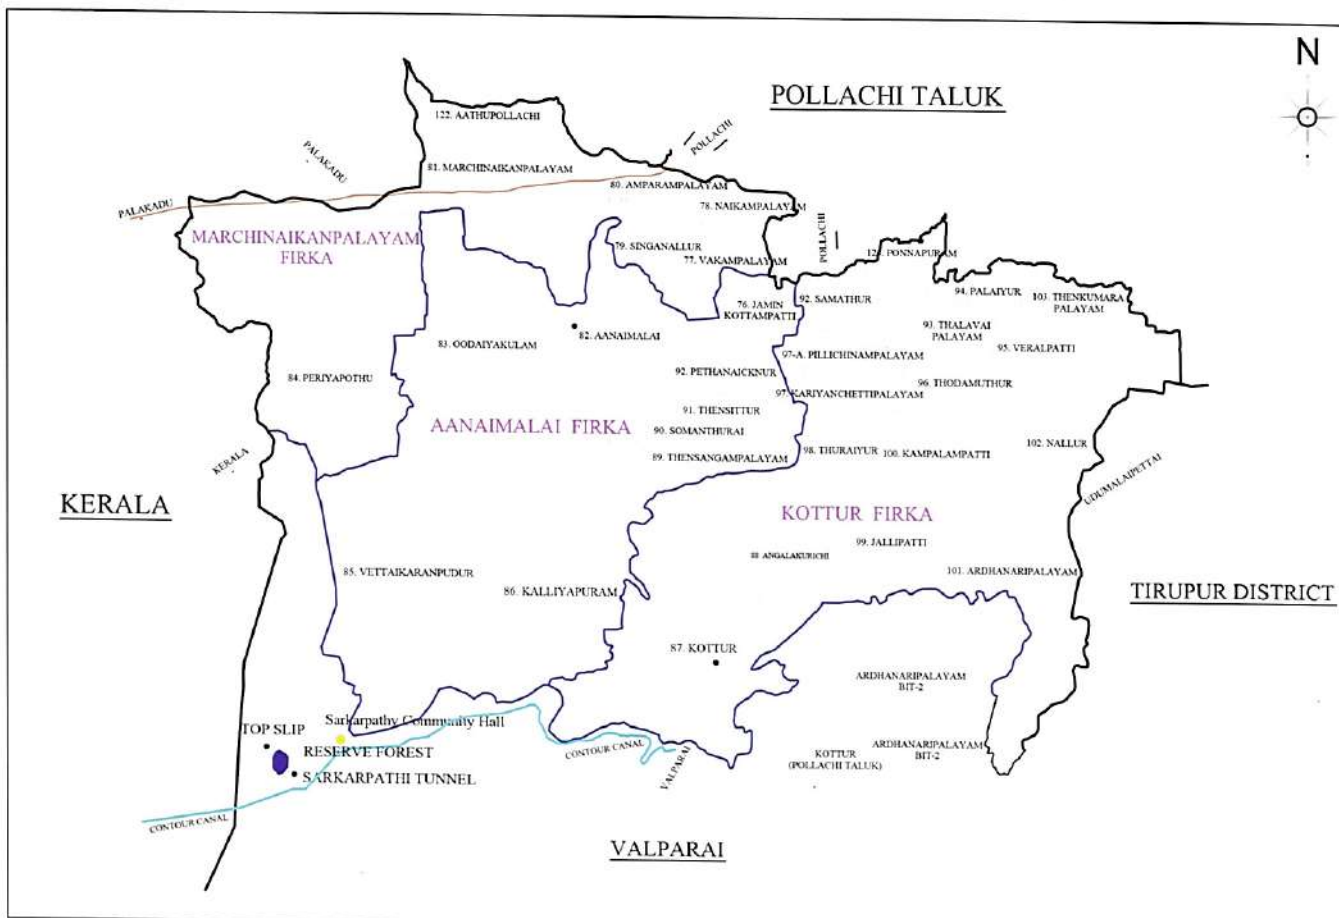 N
POLLACHI TALUK
122. AATHUPOLLACHI
POLLACHI
PALAKADU
81. MARCHINAIKANPALAYAM
80. AMPARAMPALAYAM
PALAKADU
78. NAIKAMPALAYAM
MARCHINAIKANPALAYAM
FIRKA
79. SINGANALLUR
77. VAKAMPALAYAM
POLLACHI
PONNAPURAM
76. JAMIN
KOTTAMPATTI
92. SAMATHUR
94. PALAIYUR
103. THENKUMARA
PALAYAM
82. AANAIMALAI
83. OODAIYAKULAM
93. THALAVAI
PALAYAM
95. VERALPATTI
97-A. PILLICHINAMPALAYAM
84. PERIYAPOTHU
92. PETHANAICKNUR
97. KARIYANCHETTIPALAYAM
96. THODAMUTHUR
91. THENSITTUR
AANAIMALAI FIRKA
90. SOMANTHURAI
89. THENSANGAMPALAYAM
98. THURAIYUR
100. KAMPALAMPATTI
102. NALLUR
KERALA
UDUMALAIPETTAI
KERALA
KOTTUR FIRKA
99. JALLIPATTI
88 ANGALAKURICHI
85. VETTAIKARANPUDUR
86. KALLIYAPURAM
101. ARDHANARIPALAYAM
TIRUPUR DISTRICT
87. KOTTUR
ARDHANARIPALAYAM
BIT-2
Sarkarpathy Community Hall
TOP SLIP
RESERVE FOREST
SARKARPATHI TUNNEL
CONTOUR CANAL
VALPARAI
KOTTUR
(POLLACHI TALUK)
ARDHANARIPALAYAM
BIT-2
CONTOUR CANAL
VALPARAI